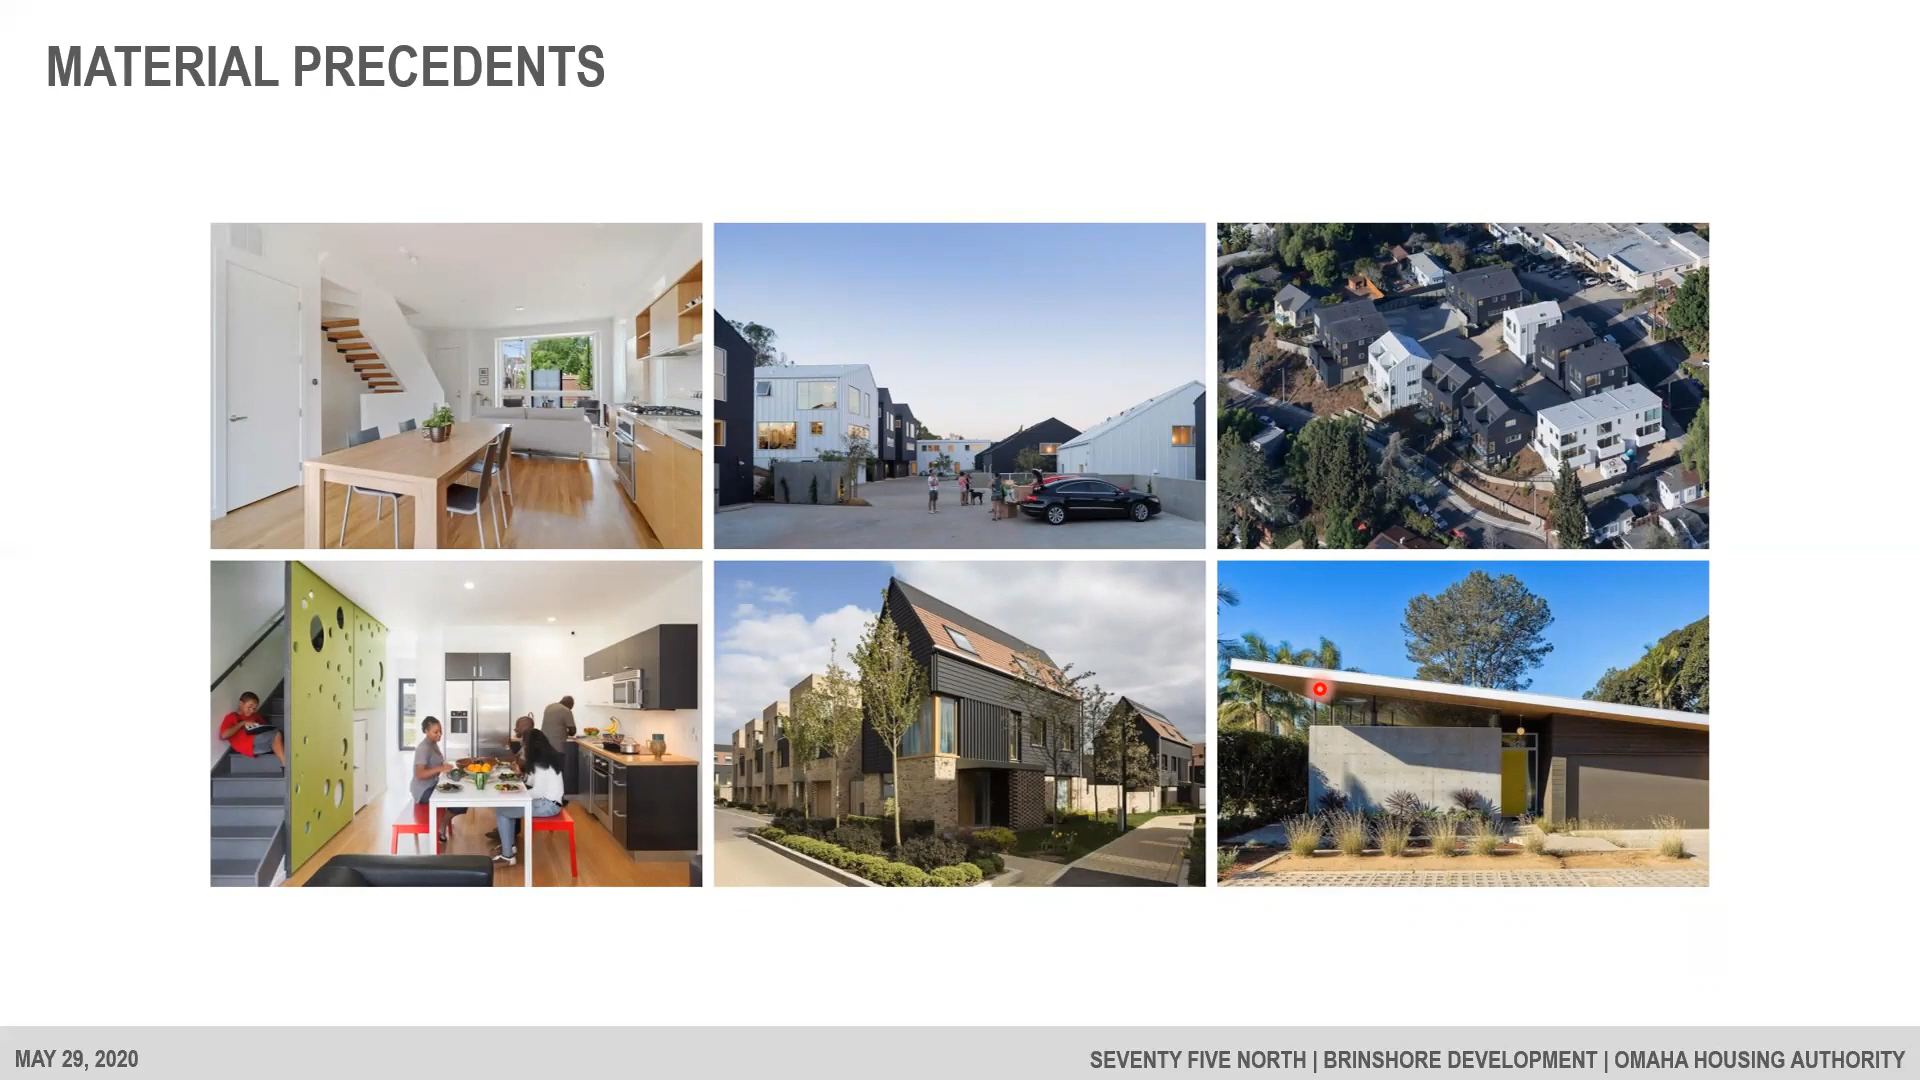 MATERIAL PRECEDENTS
MAY 29, 2020
SEVENTY FIVE NORTH | BRINSHORE DEVELOPMENT | OMAHA HOUSING AUTHORITY